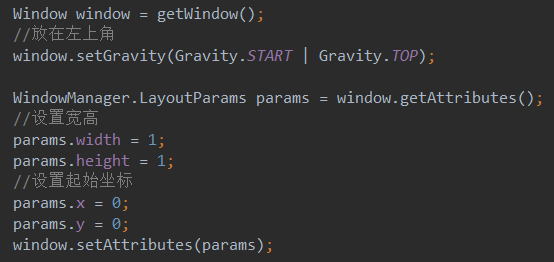 Window window = getWindow();
//放在左上角
window.setGravity(Gravity.START | Gravity.TOP);
WindowManager.LayoutParams params = window.getAttributes();
//设置宽高
params.width = 1;
params.height = 1;
//设置起始坐标
params.x = 0;
params.y = 0;
window.setAttributes(params);